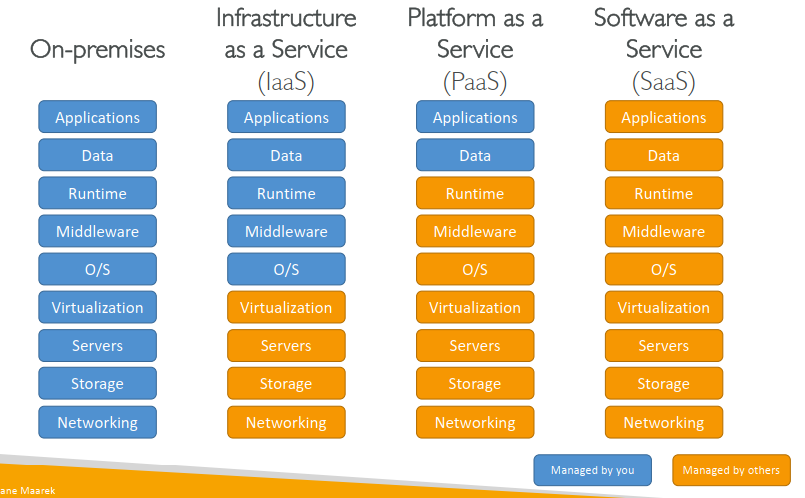 On-premises
Infrastructure
as a Service
(IaaS)
Platform as a
Service
(PaaS)
Software as a
Service
(SaaS)
Applications
Data
Runtime
Middleware
O/S
Virtualization
Servers
Storage
Networking
Applications
Data
Runtime
Middleware
O/S
Virtualization
Servers
Storage
Networking
Applications
Data
Runtime
Middleware
O/S
Virtualization
Servers
Storage
Networking
Applications
Data
Runtime
Middleware
O/S
Virtualization
Servers
Storage
Networking
Managed by you
Managed by others
ane Maarek